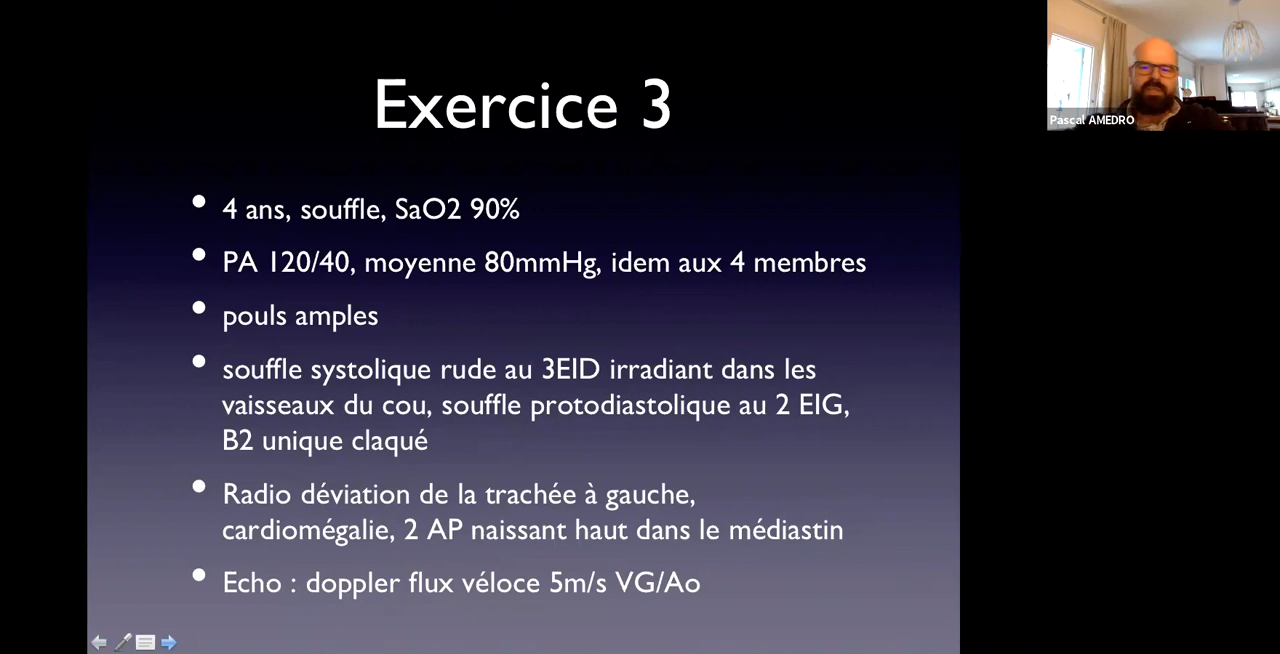 Exercice 3
Pascal AMEDRO
• 4 ans, souffle, SaO2 90%
• PA 120/40, moyenne 80mmHg, idem aux 4 membres
• pouls amples
• souffle systolique rude au 3EID irradiant dans les
vaisseaux du cou, souffle protodiastolique au 2 EIG,
B2 unique claqué
• Radio déviation de la trachée à gauche,
cardiomégalie, 2 AP naissant haut dans le médiastin
• Echo : doppler flux véloce 5m/s VG/Ao